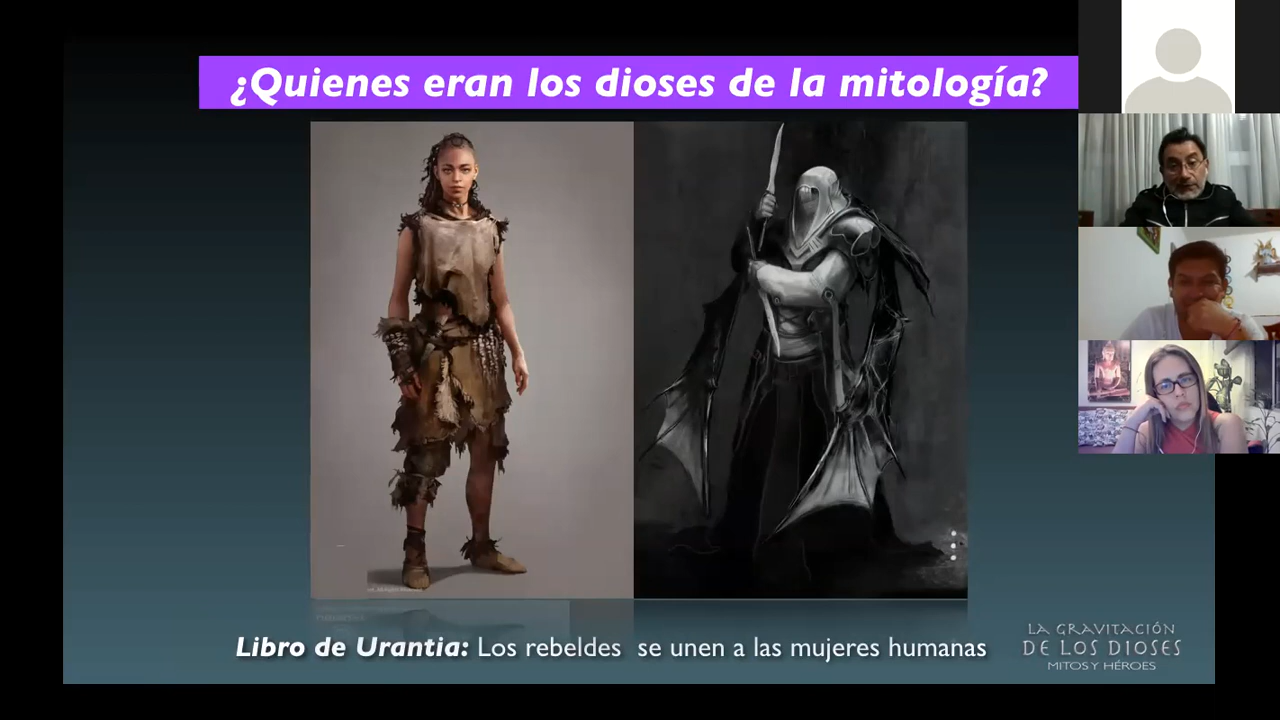 ¿Quienes eran los dioses de la mitología?
Libro de Urantia: Los rebeldes se unen a las mujeres humanas
LA GRAVITACIÓN
DE LOS DIOSES
MITOS Y HÉROES